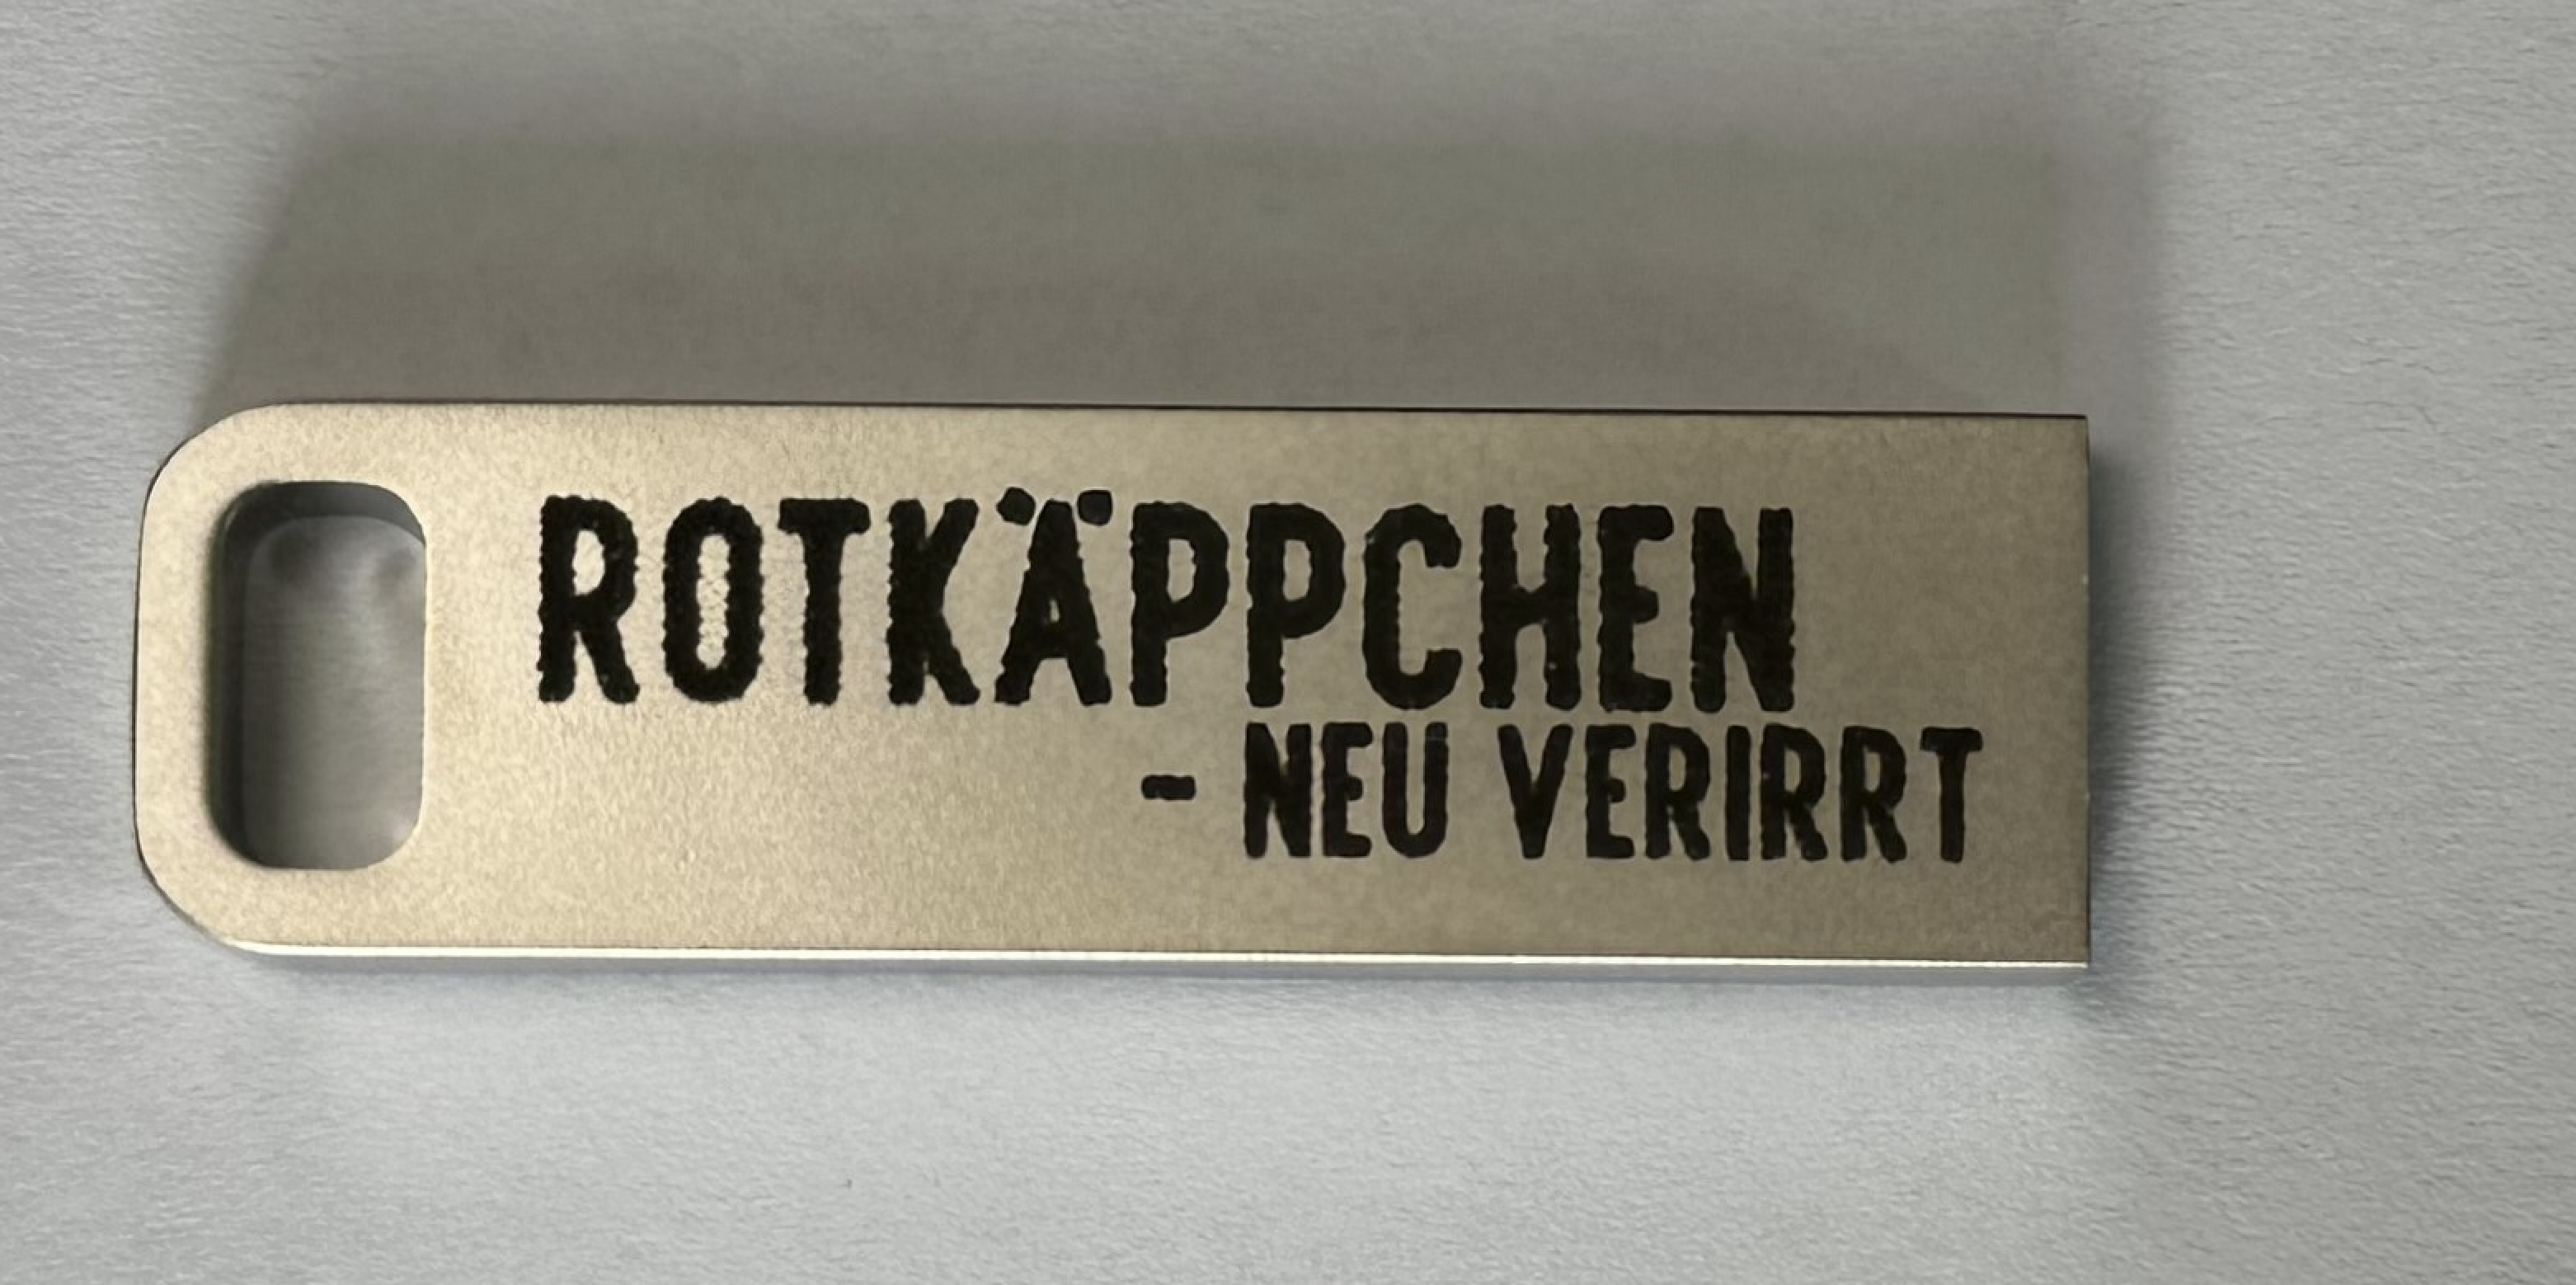 ROTKÄPPCHEN
- NEU VERIRRT